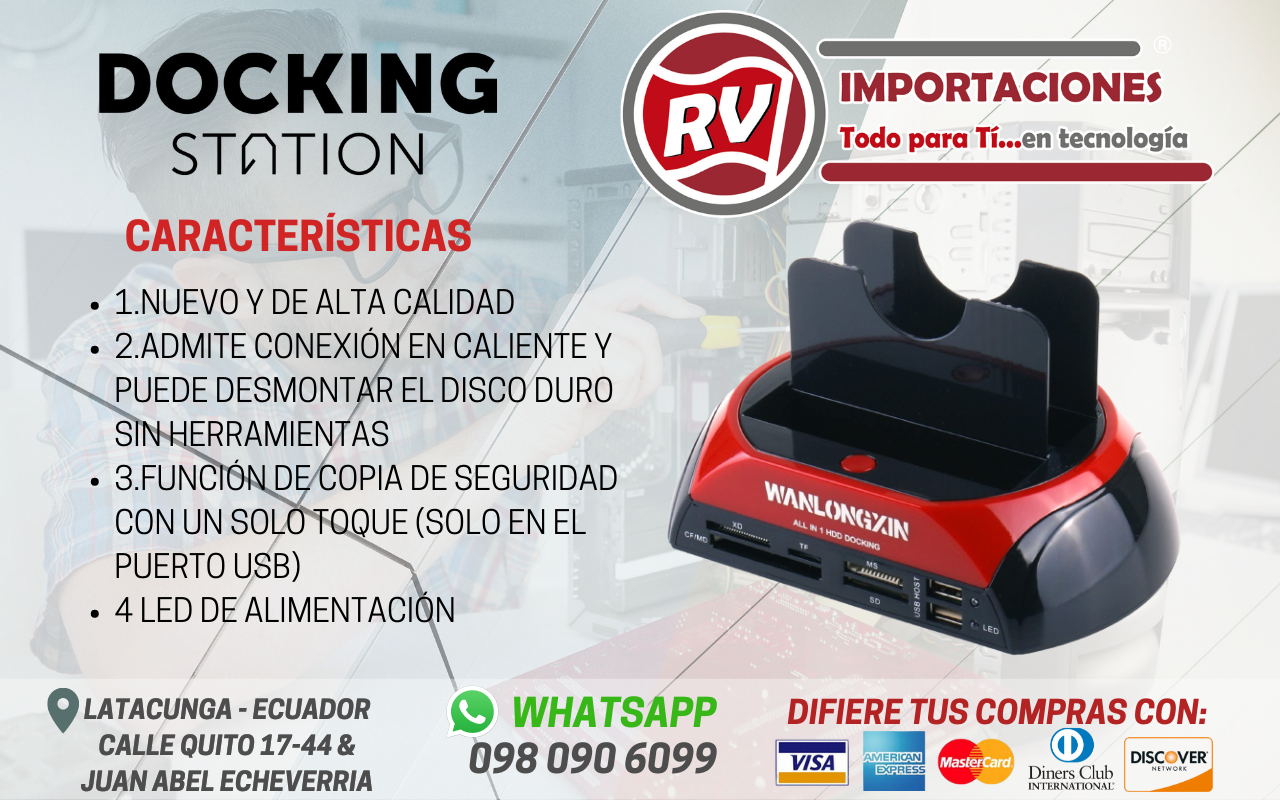 DOCKING
STATION
CARACTERÍSTICAS
1.NUEVO Y DE ALTA CALIDAD
2.ADMITE CONEXIÓN EN CALIENTE Y
PUEDE DESMONTAR EL DISCO DURO
SIN HERRAMIENTAS
3.FUNCIÓN DE COPIA DE SEGURIDAD
CON UN SOLO TOQUE (SOLO EN EL
PUERTO USB)
4 LED DE ALIMENTACIÓN
RV
®
IMPORTACIONES
Todo para Tí...en tecnología
WANLONGXIN
ALL IN 1 HDD DOCKING
XD
CF/MD
TF
MS
SD
USB HOST
LED
LATACUNGA - ECUADOR
CALLE QUITO 17-44 &
JUAN ABEL ECHEVERRIA
WHATSAPP
098 090 6099
DIFIERE TUS COMPRAS CON:
VISA
AMERICAN
EXPRESS
MasterCard
Diners Club
INTERNATIONAL
DISCOVER
NETWORK